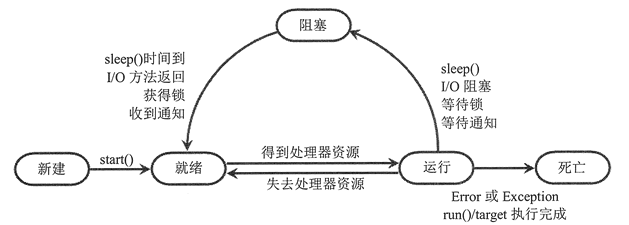 阻塞
sleep()时间到
I/O 方法返回
获得锁
收到通知
sleep()
I/O 阻塞
等待锁
等待通知
新建
start()
就绪
得到处理器资源
失去处理器资源
运行
死亡
Error 或 Exception
run()/target 执行完成